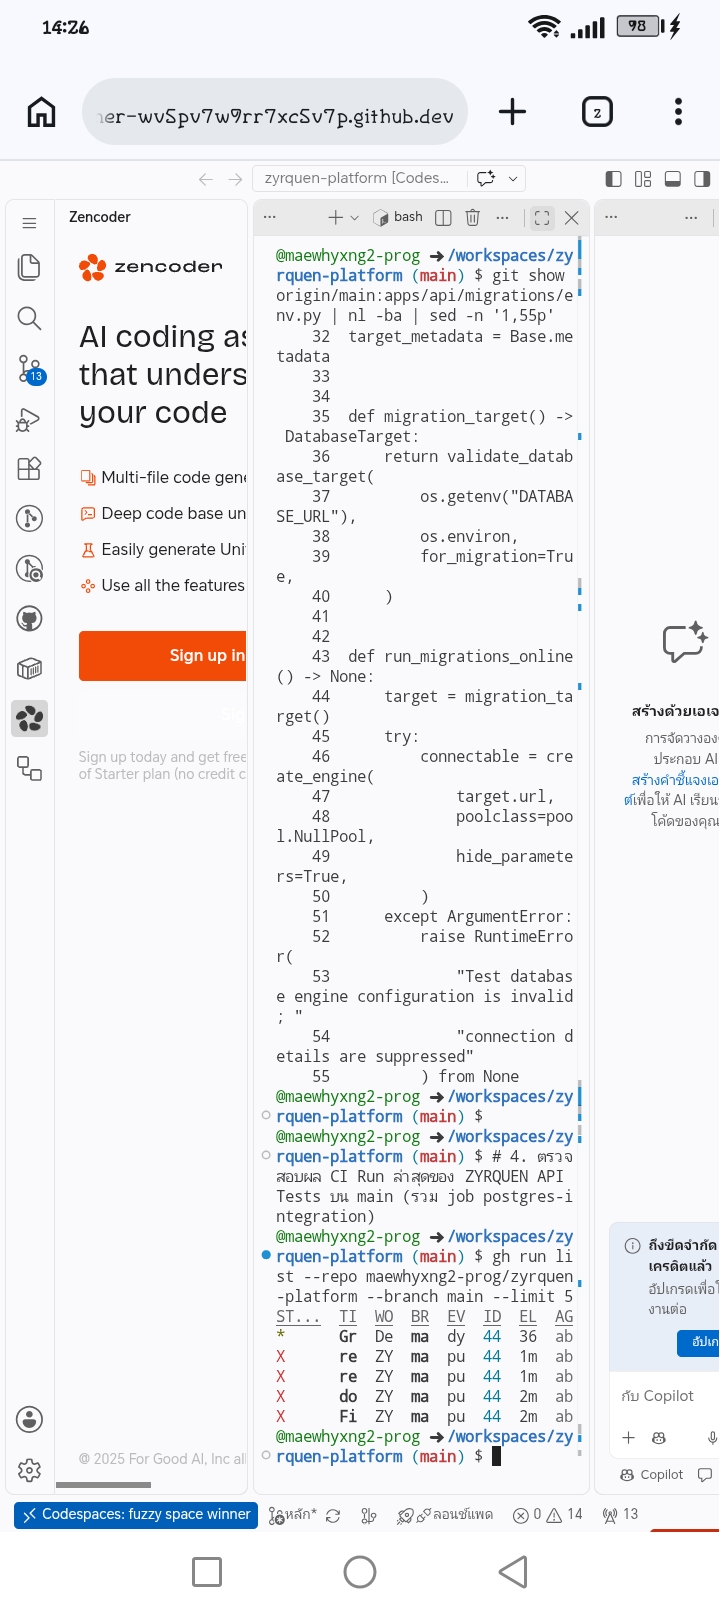 14:26
98
ner-wv5pv7w9rr7xc5v7p.github.dev
2
zyrquen-platform [Codes...
Zencoder
bash
zencoder
AI coding as
that unders
your code
Multi-file code gene
Deep code base un
Easily generate Uni
Use all the features
Sign up in
Sig
Sign up today and get free
of Starter plan (no credit c
© 2025 For Good AI, Inc all
13
@maewhyxng2-prog ➜ /workspaces/zy
rquen-platform (main) $ git show
origin/main:apps/api/migrations/e
nv.py | nl -ba | sed -n '1,55p'
32 target_metadata = Base.me
tadata
33
34
35 def migration_target() ->
DatabaseTarget:
36 return validate_datab
ase_target(
37 os.getenv("DATABA
SE_URL"),
38 os.environ,
39 for_migration=Tru
e,
40 )
41
42
43 def run_migrations_online
() -> None:
44 target = migration_ta
rget()
45 try:
46 connectable = cre
ate_engine(
47 target.url,
48 poolclass=poo
l.NullPool,
49 hide_paramete
rs=True,
50 )
51 except ArgumentError:
52 raise RuntimeErro
r(
53 "Test databas
e engine configuration is invalid
; "
54 "connection d
etails are suppressed"
55 ) from None
@maewhyxng2-prog ➜ /workspaces/zy
rquen-platform (main) $
@maewhyxng2-prog ➜ /workspaces/zy
rquen-platform (main) $ # 4. ตรวจ
สอบผล CI Run ล่าสุดของ ZYRQUEN API
Tests บน main (รวม job postgres-i
ntegration)
@maewhyxng2-prog ➜ /workspaces/zy
rquen-platform (main) $ gh run li
st --repo maewhyxng2-prog/zyrquen
-platform --branch main --limit 5
ST... TI WO BR EV ID EL AG
* Gr De ma dy 44 36 ab
X re ZY ma pu 44 1m ab
X re ZY ma pu 44 1m ab
X do ZY ma pu 44 2m ab
X Fi ZY ma pu 44 2m ab
@maewhyxng2-prog ➜ /workspaces/zy
rquen-platform (main) $
สร้างด้วยเอเจ
การจัดวางอง
ประกอบ AI
สร้างคำชี้แจงเอ
ต์เพื่อให้ AI เรียน
โค้ดของคุณ
ถึงขีดจำกัด
เครดิตแล้ว
อัปเกรดเพื่อ
งานต่อ
อัปเก
กับ Copilot
Copilot
Codespaces: fuzzy space winner
หลัก*
ลอนช์แพด
0
14
13